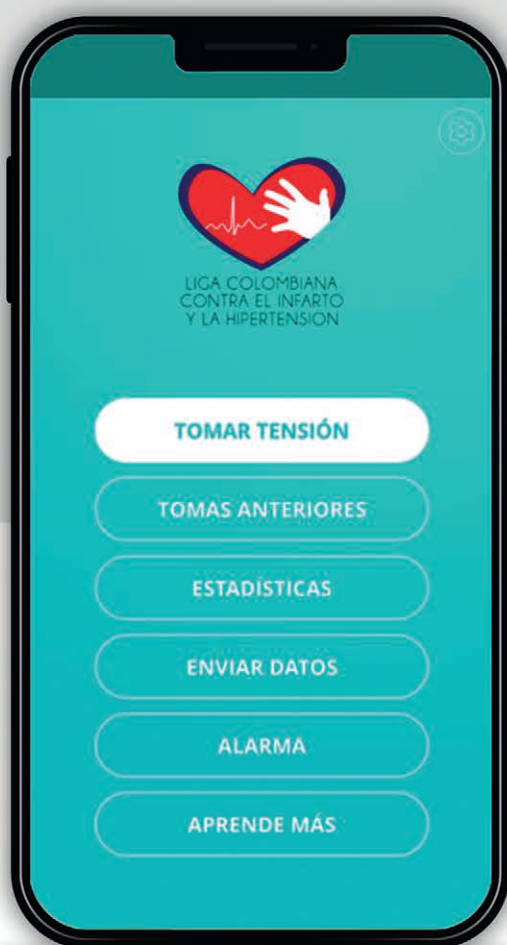 LIGA COLOMBIANA
CONTRA EL INFARTO
Y LA HIPERTENSION
TOMAR TENSIÓN
TOMAS ANTERIORES
ESTADÍSTICAS
ENVIAR DATOS
ALARMA
APRENDE MÁS